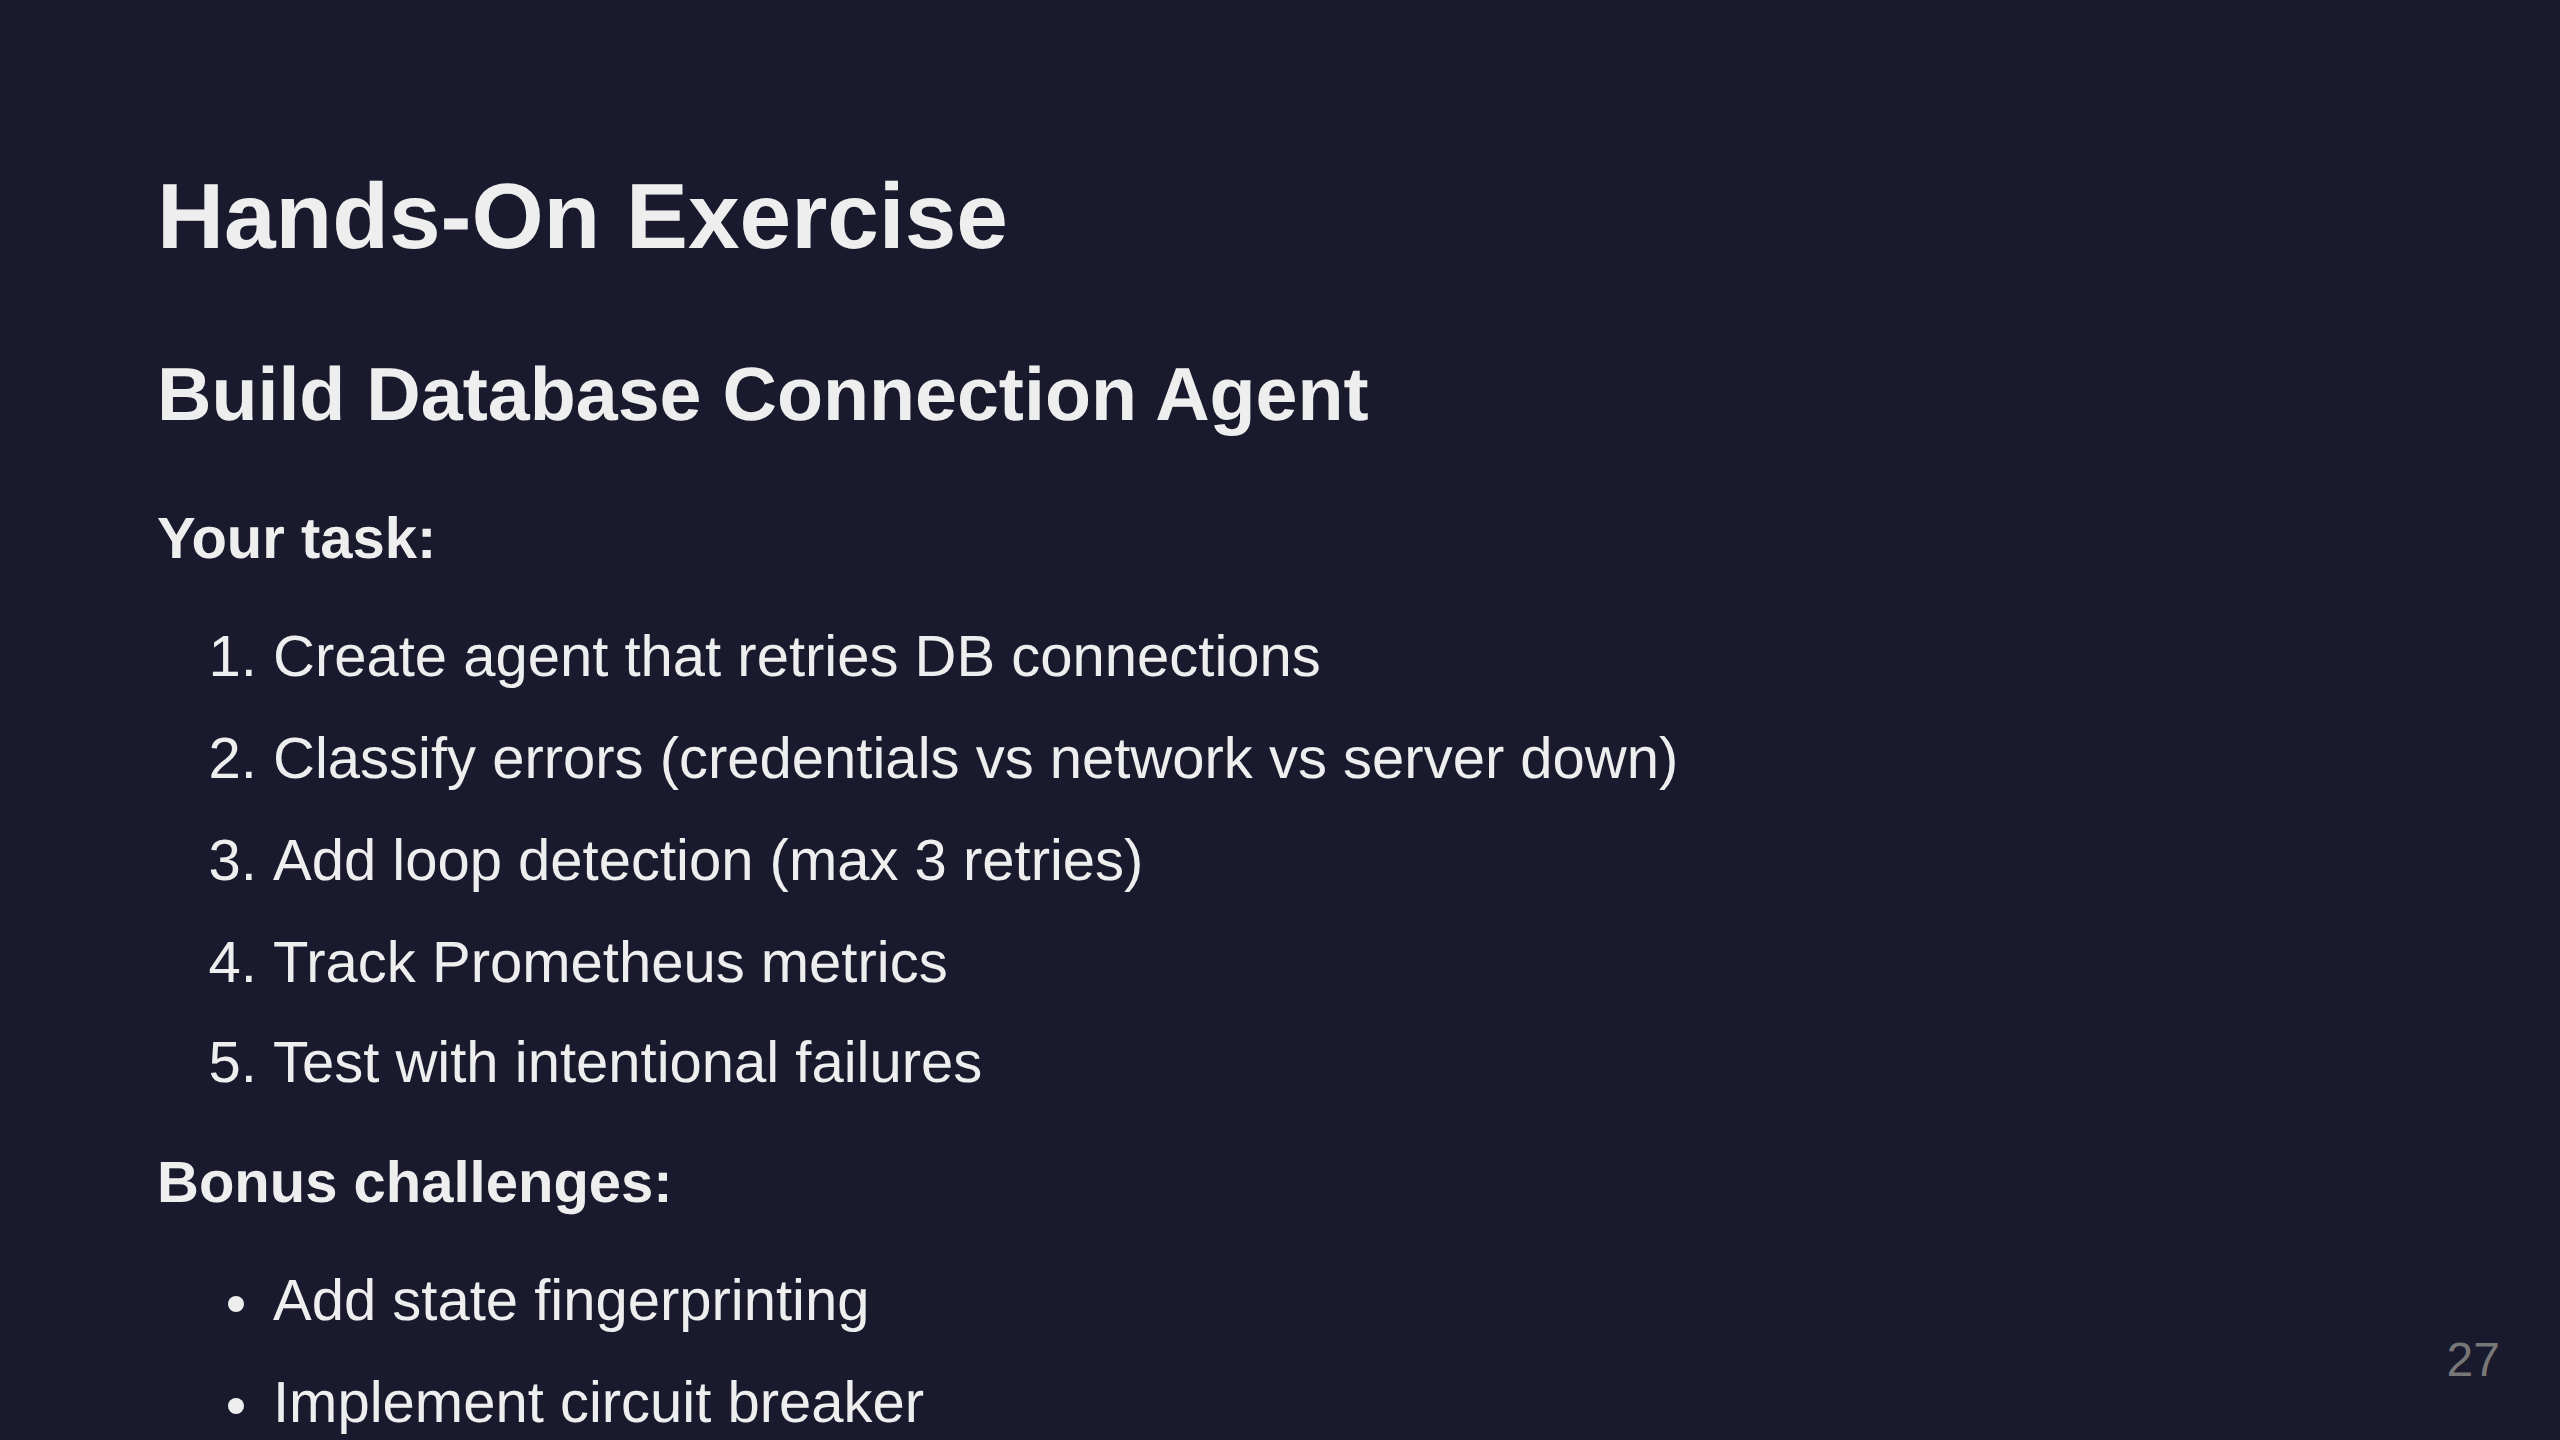 Hands-On Exercise
Build Database Connection Agent
Your task:
1. Create agent that retries DB connections
2. Classify errors (credentials vs network vs server down)
3. Add loop detection (max 3 retries)
4. Track Prometheus metrics
5. Test with intentional failures
Bonus challenges:
• Add state fingerprinting
• Implement circuit breaker
27